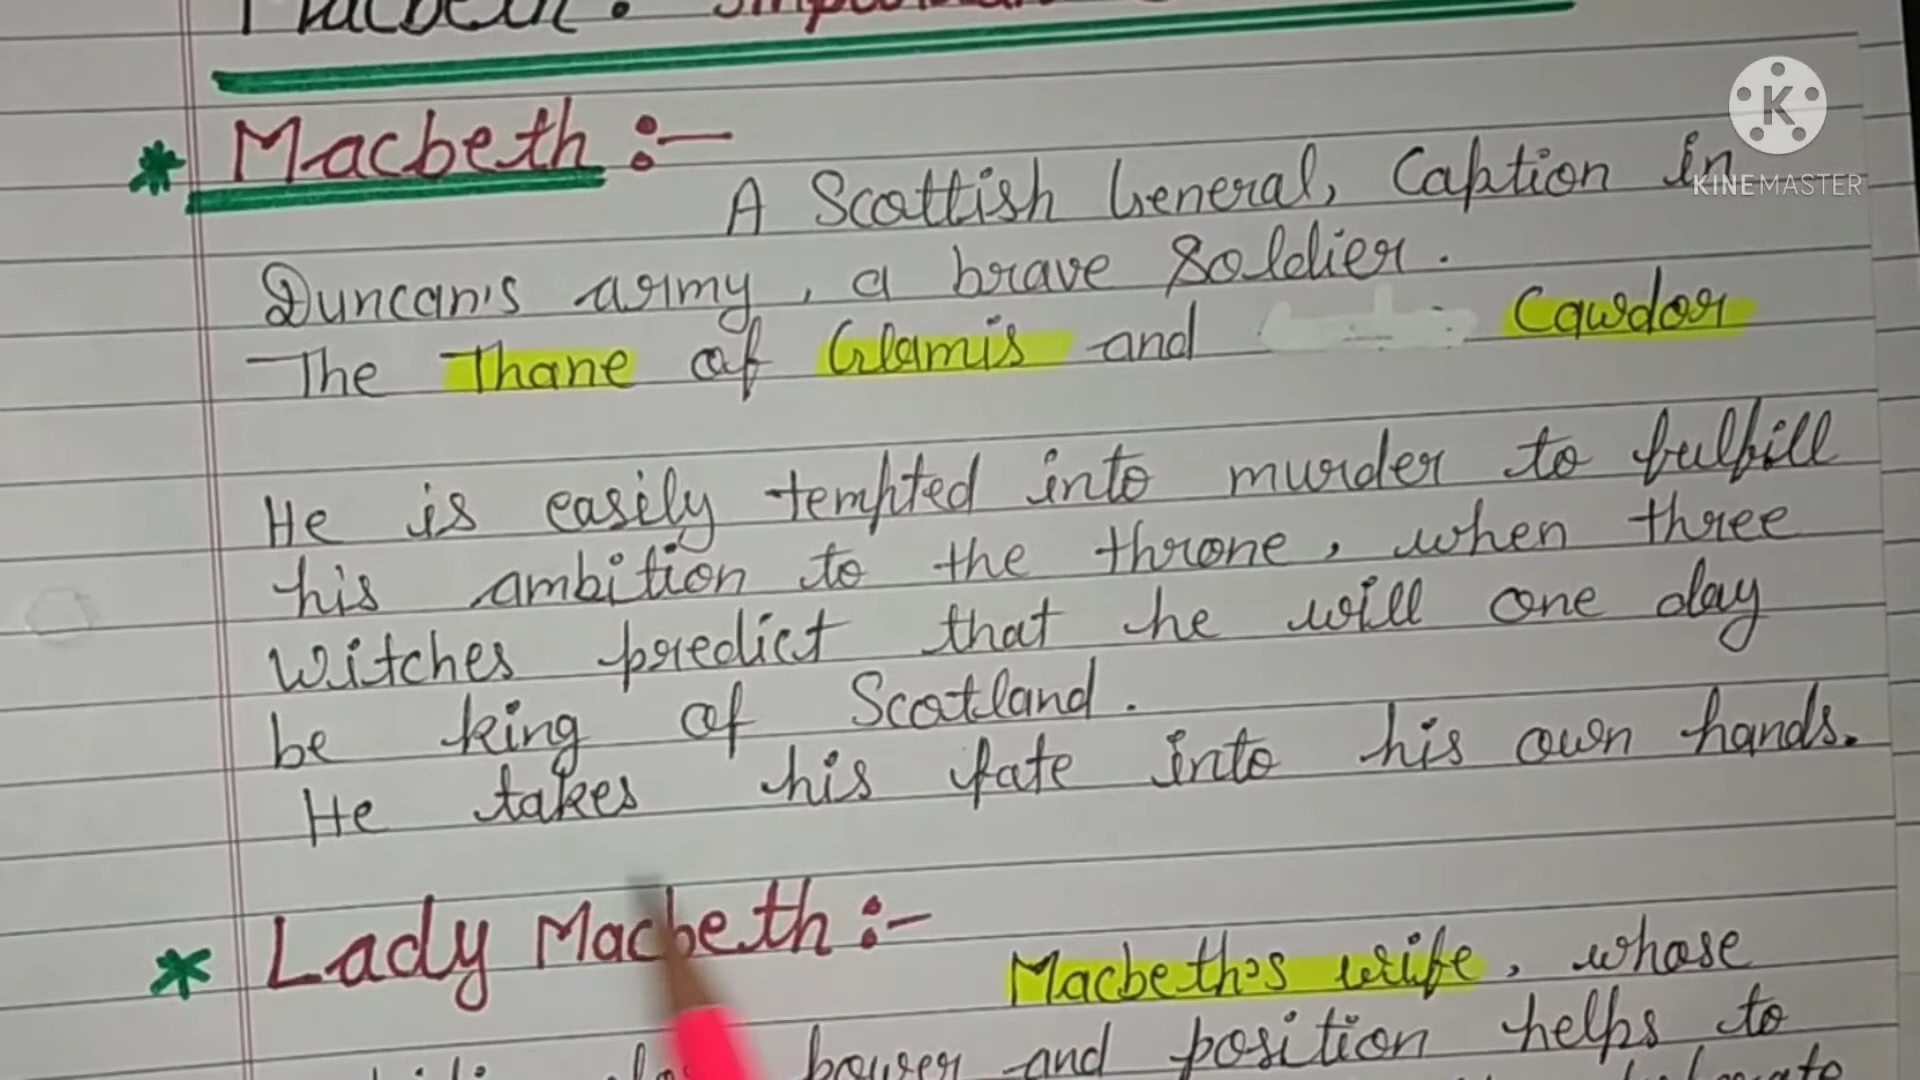 Macbeth :
* Macbeth :-
A Scottish General, Caption in
Duncan's army, a brave Soldier.
The Thane of Glamis and Cawdor
He is easily tempted into murder to fulfill
his ambition to the throne, when three
Witches predict that he will one day
be king of Scotland.
He takes his fate into his own hands.
* Lady Macbeth :-
Macbeth's wife, whose
power and position helps to
K
KINEMASTER